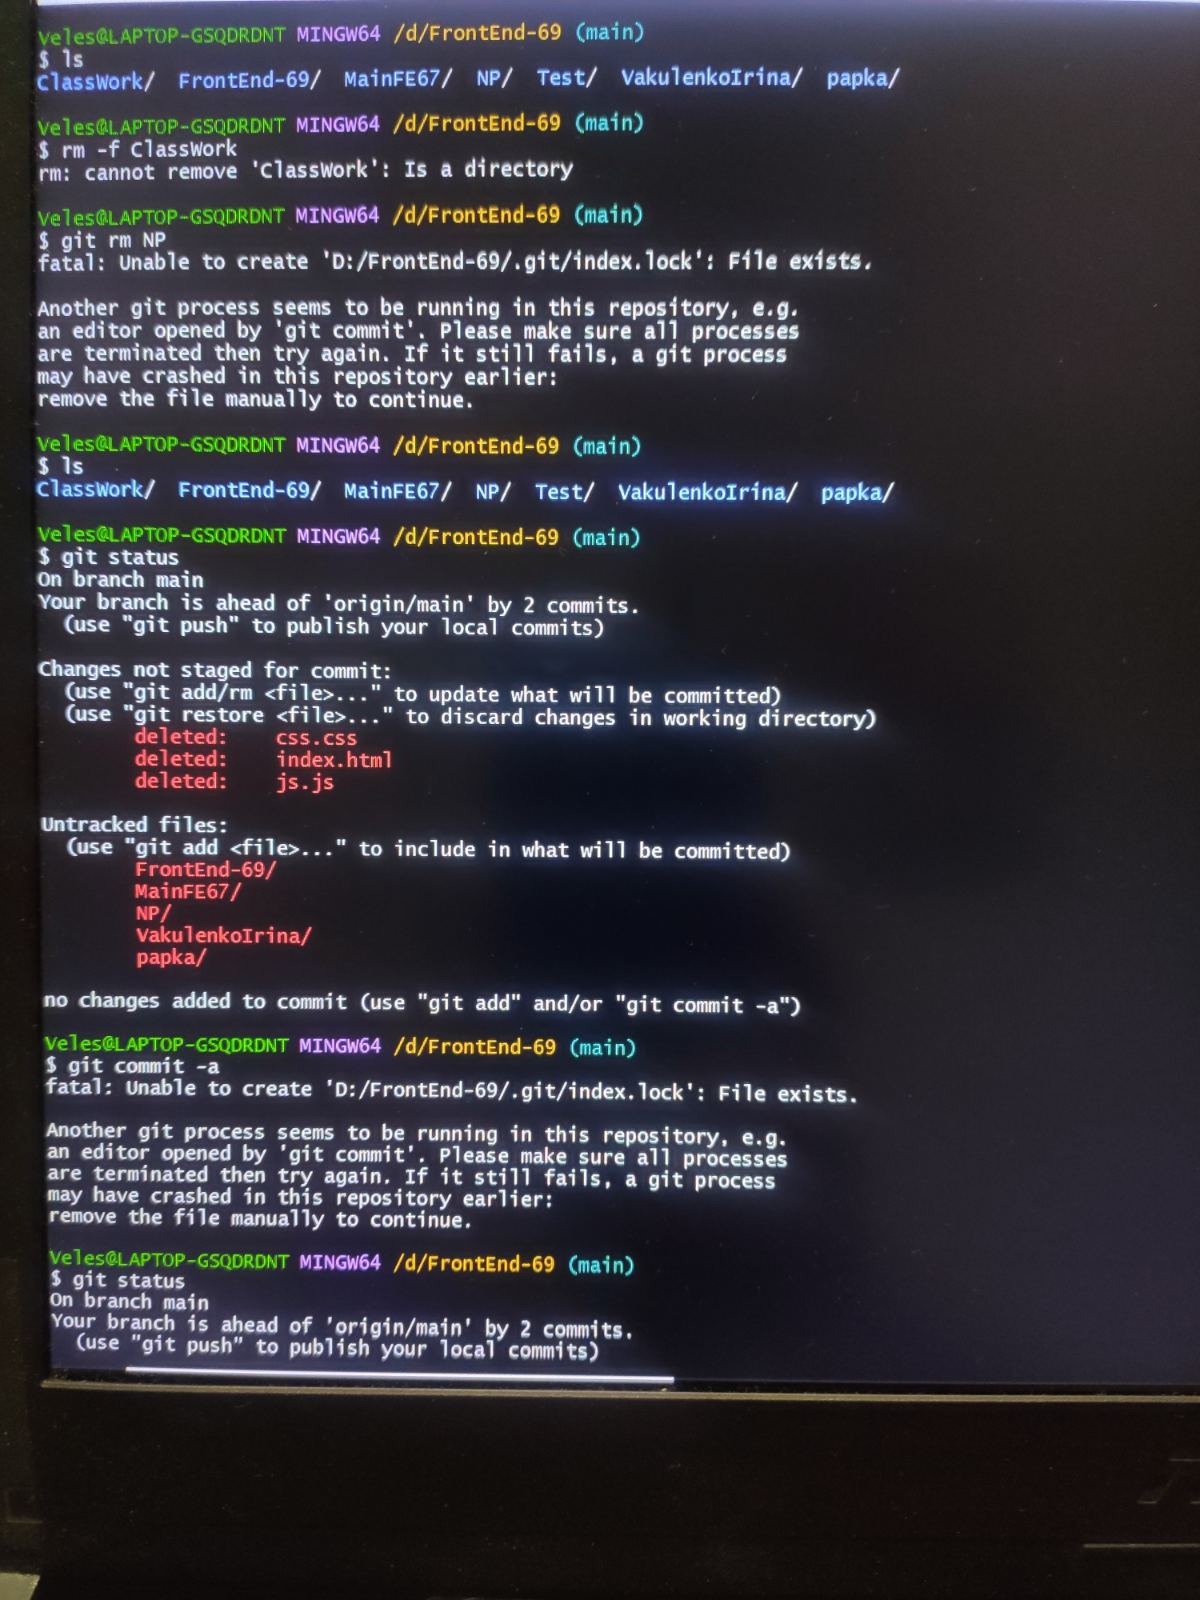 Veles@LAPTOP-GSQDRDNT MINGW64 /d/FrontEnd-69 (main)
$ ls
ClassWork/  FrontEnd-69/  MainFE67/  NP/  Test/  VakulenkoIrina/  papka/
Veles@LAPTOP-GSQDRDNT MINGW64 /d/FrontEnd-69 (main)
$ rm -f ClassWork
rm: cannot remove 'ClassWork': Is a directory
Veles@LAPTOP-GSQDRDNT MINGW64 /d/FrontEnd-69 (main)
$ git rm NP
fatal: Unable to create 'D:/FrontEnd-69/.git/index.lock': File exists.
Another git process seems to be running in this repository, e.g.
an editor opened by 'git commit'. Please make sure all processes
are terminated then try again. If it still fails, a git process
may have crashed in this repository earlier:
remove the file manually to continue.
Veles@LAPTOP-GSQDRDNT MINGW64 /d/FrontEnd-69 (main)
$ ls
ClassWork/  FrontEnd-69/  MainFE67/  NP/  Test/  VakulenkoIrina/  papka/
Veles@LAPTOP-GSQDRDNT MINGW64 /d/FrontEnd-69 (main)
$ git status
On branch main
Your branch is ahead of 'origin/main' by 2 commits.
  (use "git push" to publish your local commits)
Changes not staged for commit:
  (use "git add/rm <file>..." to update what will be committed)
  (use "git restore <file>..." to discard changes in working directory)
        deleted:    css.css
        deleted:    index.html
        deleted:    js.js
Untracked files:
  (use "git add <file>..." to include in what will be committed)
        FrontEnd-69/
        MainFE67/
        NP/
        VakulenkoIrina/
        papka/
no changes added to commit (use "git add" and/or "git commit -a")
Veles@LAPTOP-GSQDRDNT MINGW64 /d/FrontEnd-69 (main)
$ git commit -a
fatal: Unable to create 'D:/FrontEnd-69/.git/index.lock': File exists.
Another git process seems to be running in this repository, e.g.
an editor opened by 'git commit'. Please make sure all processes
are terminated then try again. If it still fails, a git process
may have crashed in this repository earlier:
remove the file manually to continue.
Veles@LAPTOP-GSQDRDNT MINGW64 /d/FrontEnd-69 (main)
$ git status
On branch main
Your branch is ahead of 'origin/main' by 2 commits.
  (use "git push" to publish your local commits)